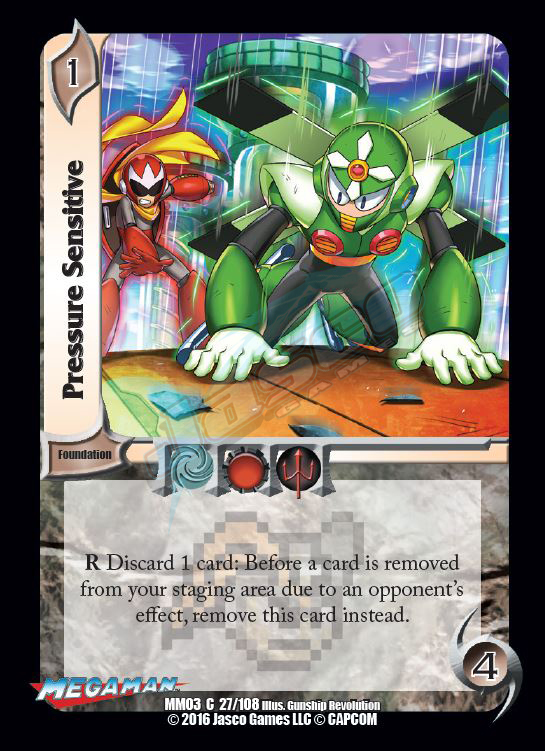 1
Pressure Sensitive
Foundation
R Discard 1 card: Before a card is removed
from your staging area due to an opponent's
effect, remove this card instead.
4
MEGAMAN™
MM03 C 27/108 Illus. Gunship Revolution
© 2016 Jasco Games LLC © CAPCOM